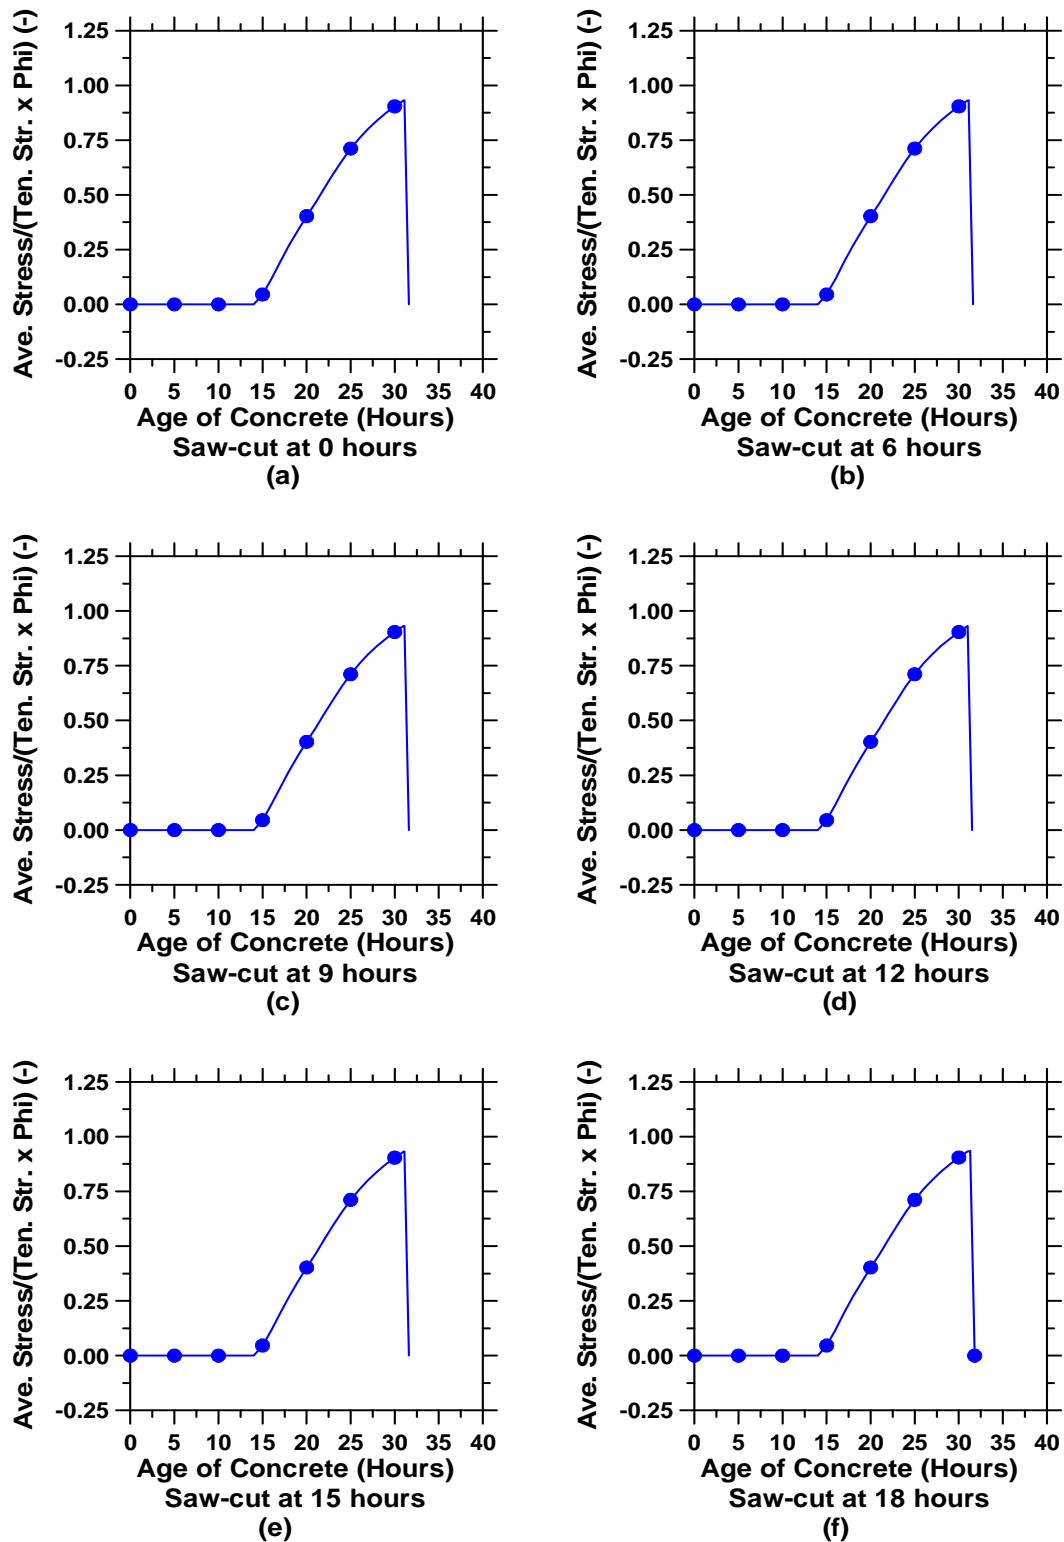 Ave. Stress/(Ten. Str. x Phi) (-)
1.25
1.00
0.75
0.50
0.25
0.00
-0.25
0 5 10 15 20 25 30 35 40
Age of Concrete (Hours)
Saw-cut at 0 hours
(a)
Ave. Stress/(Ten. Str. x Phi) (-)
1.25
1.00
0.75
0.50
0.25
0.00
-0.25
0 5 10 15 20 25 30 35 40
Age of Concrete (Hours)
Saw-cut at 6 hours
(b)
Ave. Stress/(Ten. Str. x Phi) (-)
1.25
1.00
0.75
0.50
0.25
0.00
-0.25
0 5 10 15 20 25 30 35 40
Age of Concrete (Hours)
Saw-cut at 9 hours
(c)
Ave. Stress/(Ten. Str. x Phi) (-)
1.25
1.00
0.75
0.50
0.25
0.00
-0.25
0 5 10 15 20 25 30 35 40
Age of Concrete (Hours)
Saw-cut at 12 hours
(d)
Ave. Stress/(Ten. Str. x Phi) (-)
1.25
1.00
0.75
0.50
0.25
0.00
-0.25
0 5 10 15 20 25 30 35 40
Age of Concrete (Hours)
Saw-cut at 15 hours
(e)
Ave. Stress/(Ten. Str. x Phi) (-)
1.25
1.00
0.75
0.50
0.25
0.00
-0.25
0 5 10 15 20 25 30 35 40
Age of Concrete (Hours)
Saw-cut at 18 hours
(f)